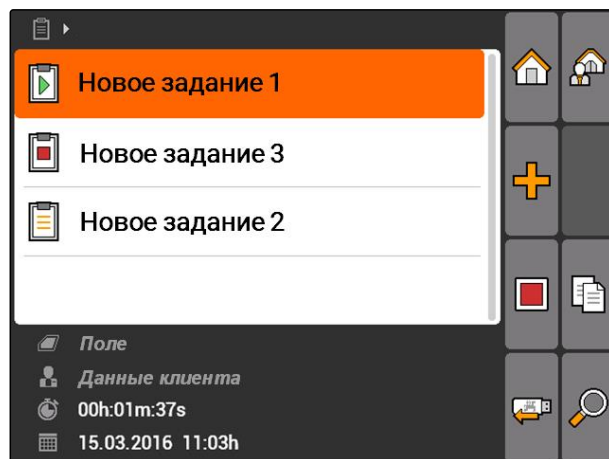 Новое задание 1
Новое задание 3
Новое задание 2
Поле
Данные клиента
00h:01m:37s
15.03.2016 11:03h